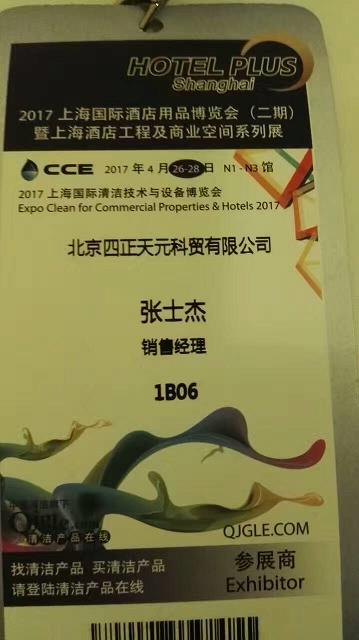 HOTEL PLUS
Shanghai
2017 上海国际酒店用品博览会（二期）
暨上海酒店工程及商业空间系列展
CCE 2017 年 4 月 26-28 日 N1 - N3 馆
2017 上海国际清洁技术与设备博览会
Expo Clean for Commercial Properties & Hotels 2017
北京四正天元科贸有限公司
张士杰
销售经理
1B06
Qjgle.com
清洁产品在线
QJGLE.COM
找清洁产品 买清洁产品
请登陆清洁产品在线
参展商
Exhibitor